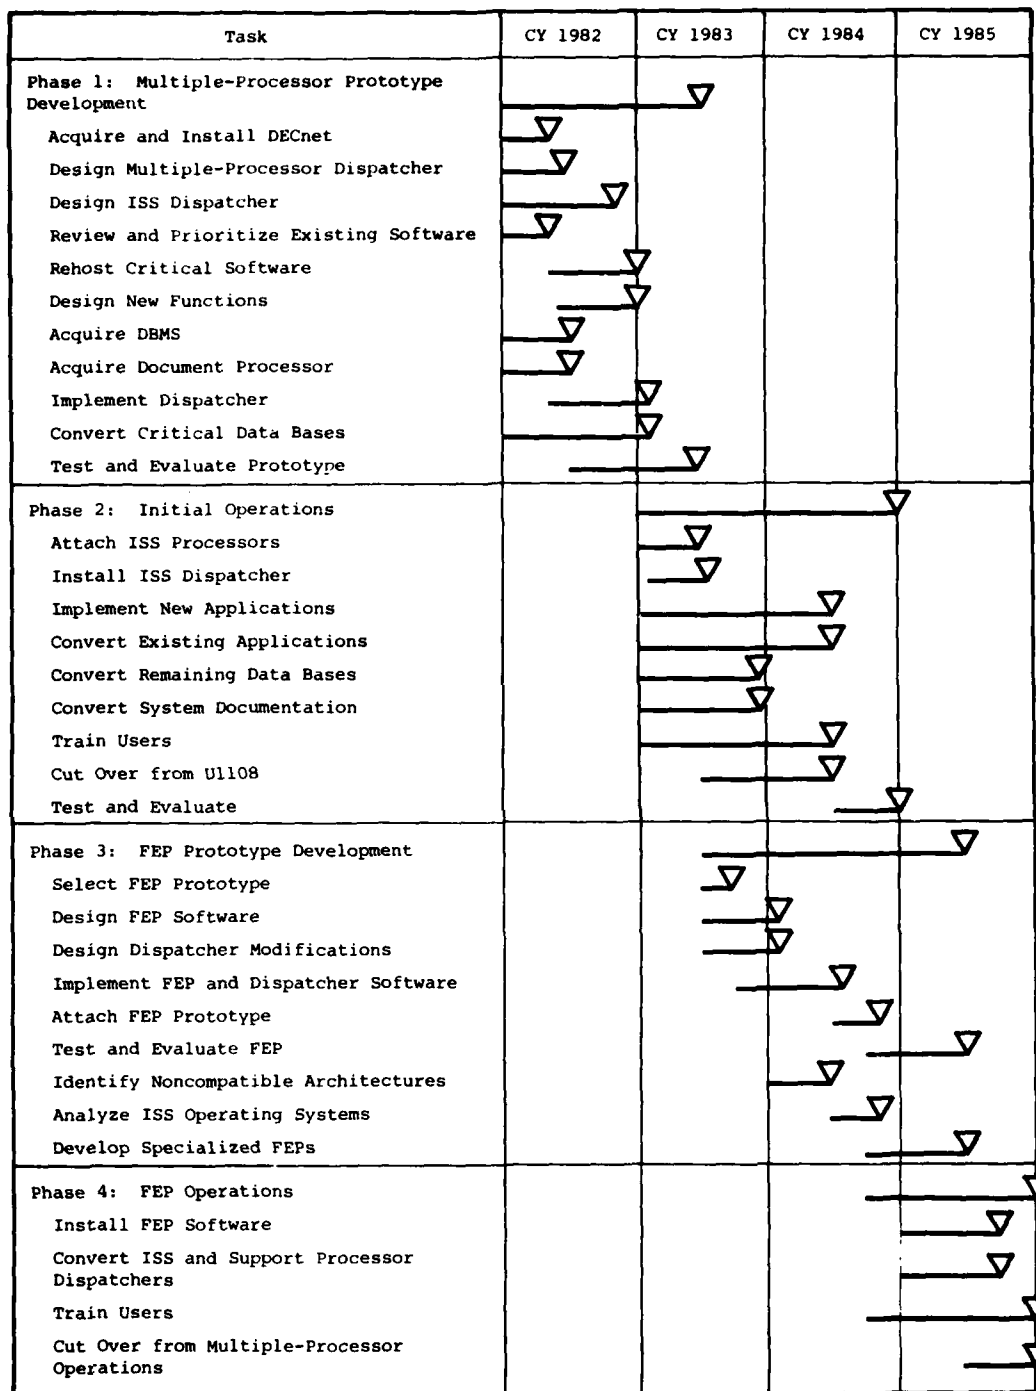 Task CY 1982 CY 1983 CY 1984 CY 1985
Phase 1: Multiple-Processor Prototype
Development
Acquire and Install DECnet
Design Multiple-Processor Dispatcher
Design ISS Dispatcher
Review and Prioritize Existing Software
Rehost Critical Software
Design New Functions
Acquire DBMS
Acquire Document Processor
Implement Dispatcher
Convert Critical Data Bases
Test and Evaluate Prototype
Phase 2: Initial Operations
Attach ISS Processors
Install ISS Dispatcher
Implement New Applications
Convert Existing Applications
Convert Remaining Data Bases
Convert System Documentation
Train Users
Cut Over from U1108
Test and Evaluate
Phase 3: FEP Prototype Development
Select FEP Prototype
Design FEP Software
Design Dispatcher Modifications
Implement FEP and Dispatcher Software
Attach FEP Prototype
Test and Evaluate FEP
Identify Noncompatible Architectures
Analyze ISS Operating Systems
Develop Specialized FEPs
Phase 4: FEP Operations
Install FEP Software
Convert ISS and Support Processor
Dispatchers
Train Users
Cut Over from Multiple-Processor
Operations